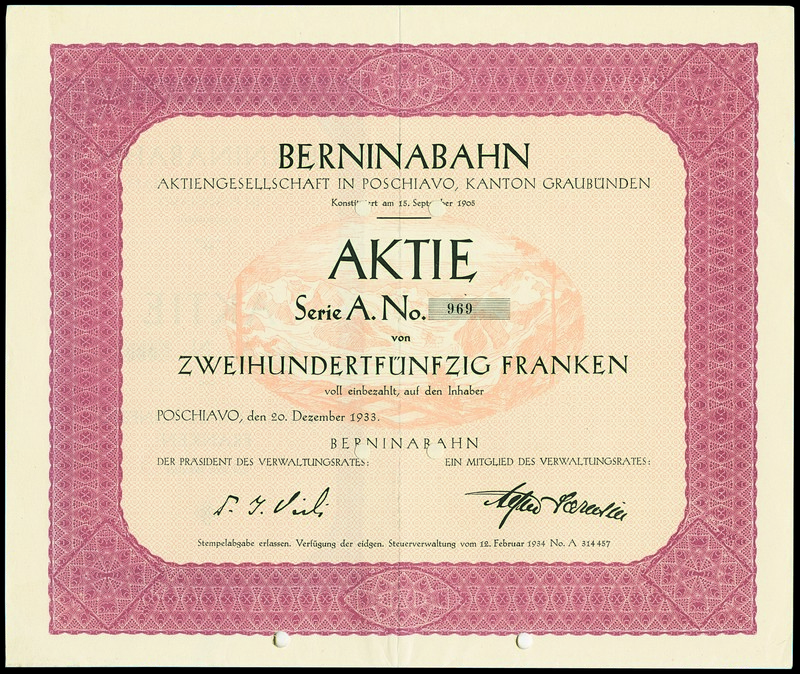 BERNINABAHN
AKTIENGESELLSCHAFT IN POSCHIAVO, KANTON GRAUBÜNDEN
Konstituiert am 15. September 1905
AKTIE
Serie A. No. 969
von
ZWEIHUNDERTFÜNFZIG FRANKEN
voll einbezahlt, auf den Inhaber
POSCHIAVO, den 20. Dezember 1933.
BERNINABAHN
DER PRÄSIDENT DES VERWALTUNGSRATES: EIN MITGLIED DES VERWALTUNGSRATES:
Stempelabgabe erlassen. Verfügung der eidgen. Steuerverwaltung vom 12. Februar 1934 No. A 314457